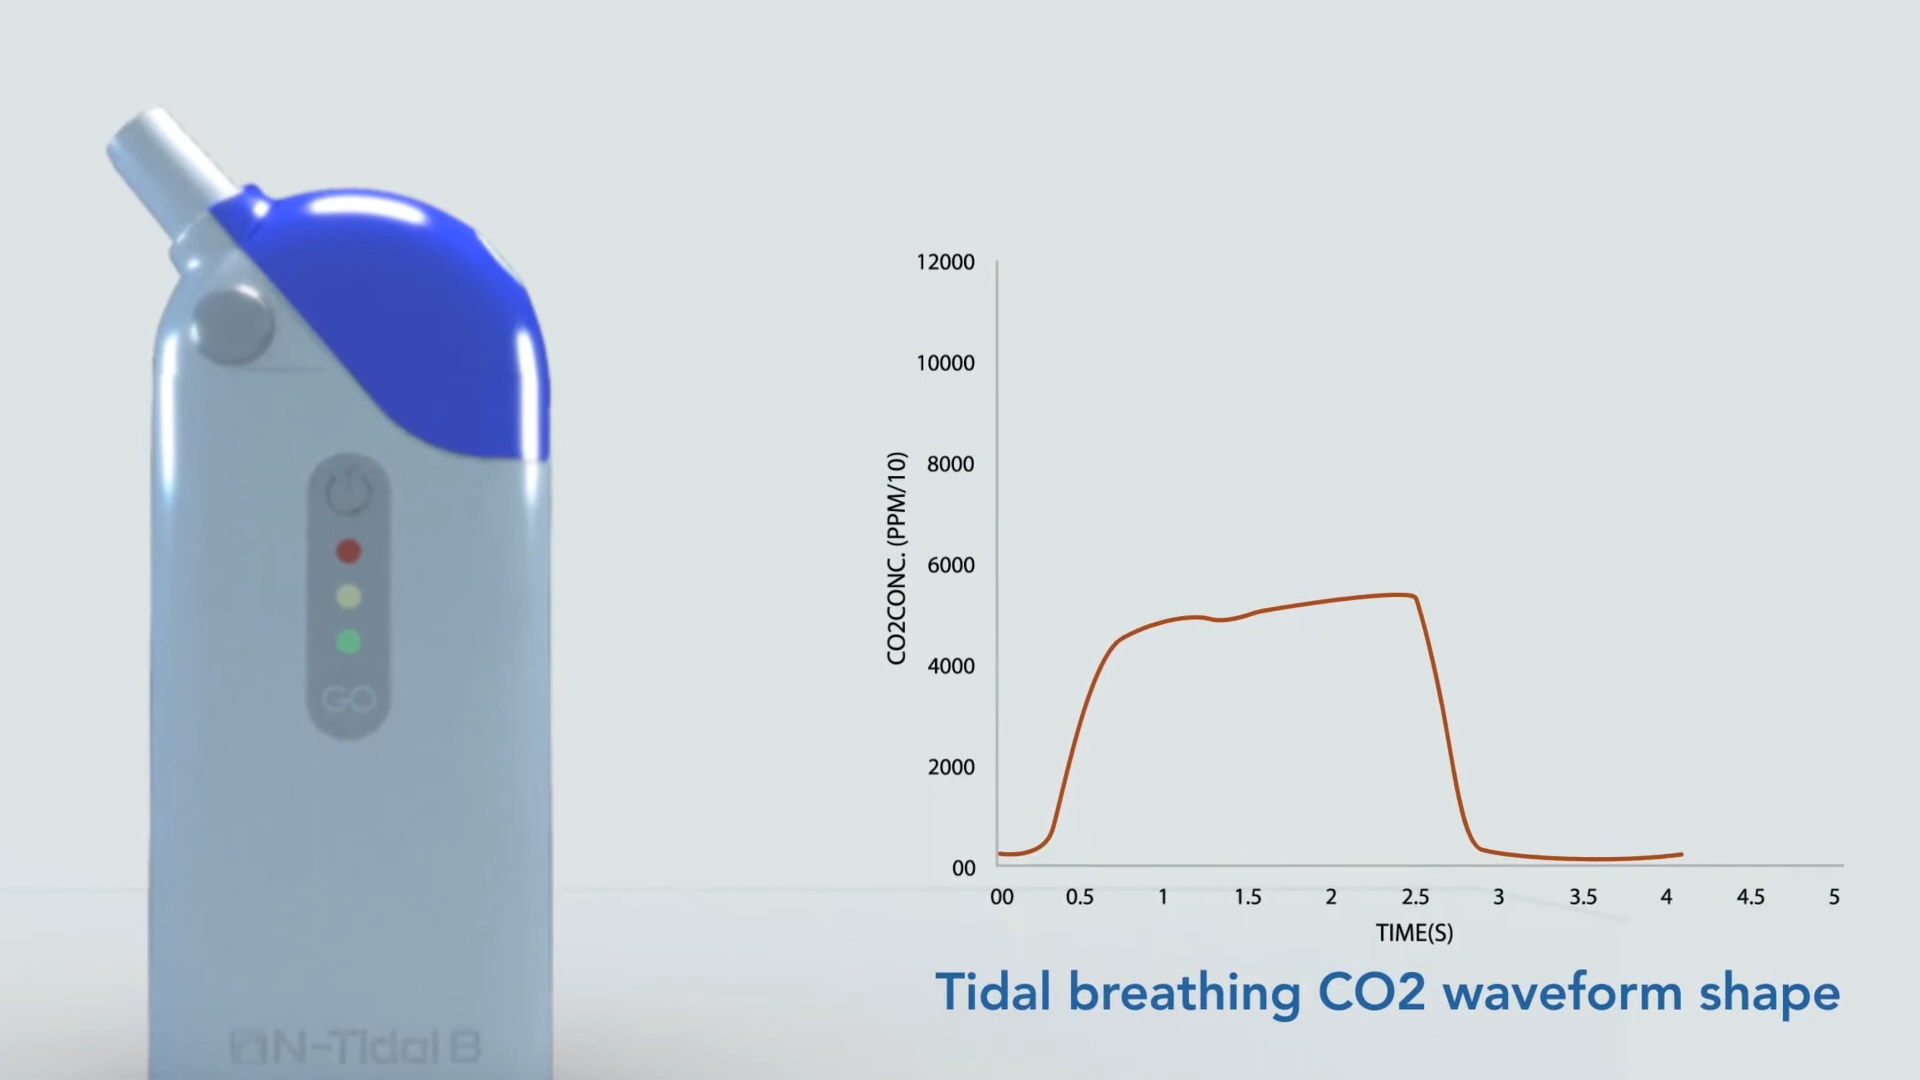 GO
N-Tidal B
12000
10000
8000
6000
4000
2000
00
CO2CONC. (PPM/10)
00 0.5 1 1.5 2 2.5 3 3.5 4 4.5 5
TIME(S)
Tidal breathing CO2 waveform shape